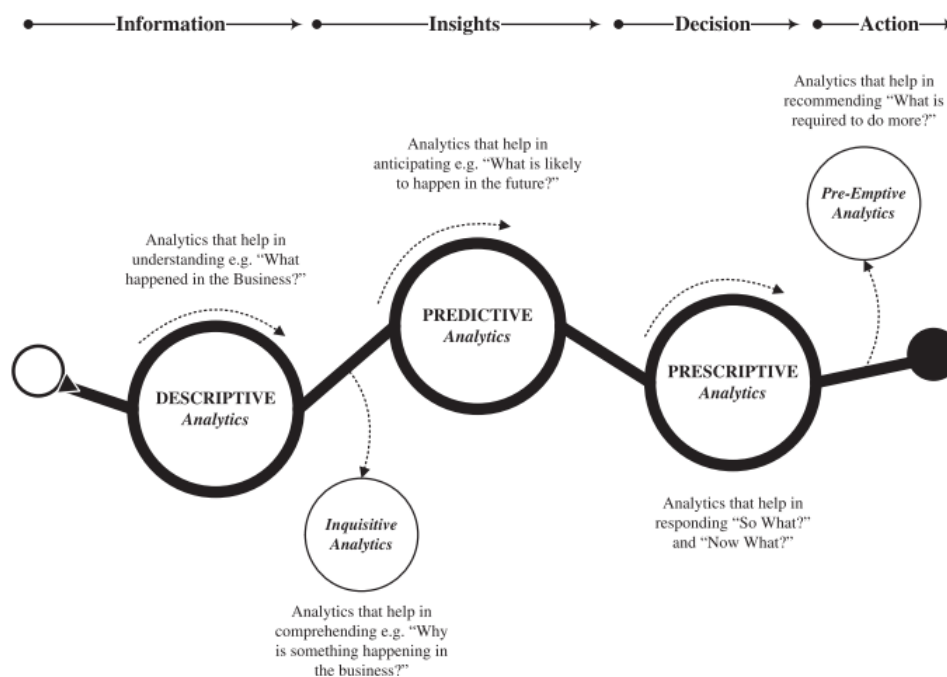 Information
Insights
Decision
Action
Analytics that help in
recommending “What is
required to do more?”
Pre-Emptive
Analytics
Analytics that help in
anticipating e.g. “What is likely
to happen in the future?”
PREDICTIVE
Analytics
Analytics that help in
understanding e.g. “What
happened in the Business?”
DESCRIPTIVE
Analytics
PRESCRIPTIVE
Analytics
Inquisitive
Analytics
Analytics that help in
comprehending e.g. “Why
is something happening in
the business?”
Analytics that help in
responding “So What?”
and “Now What?”